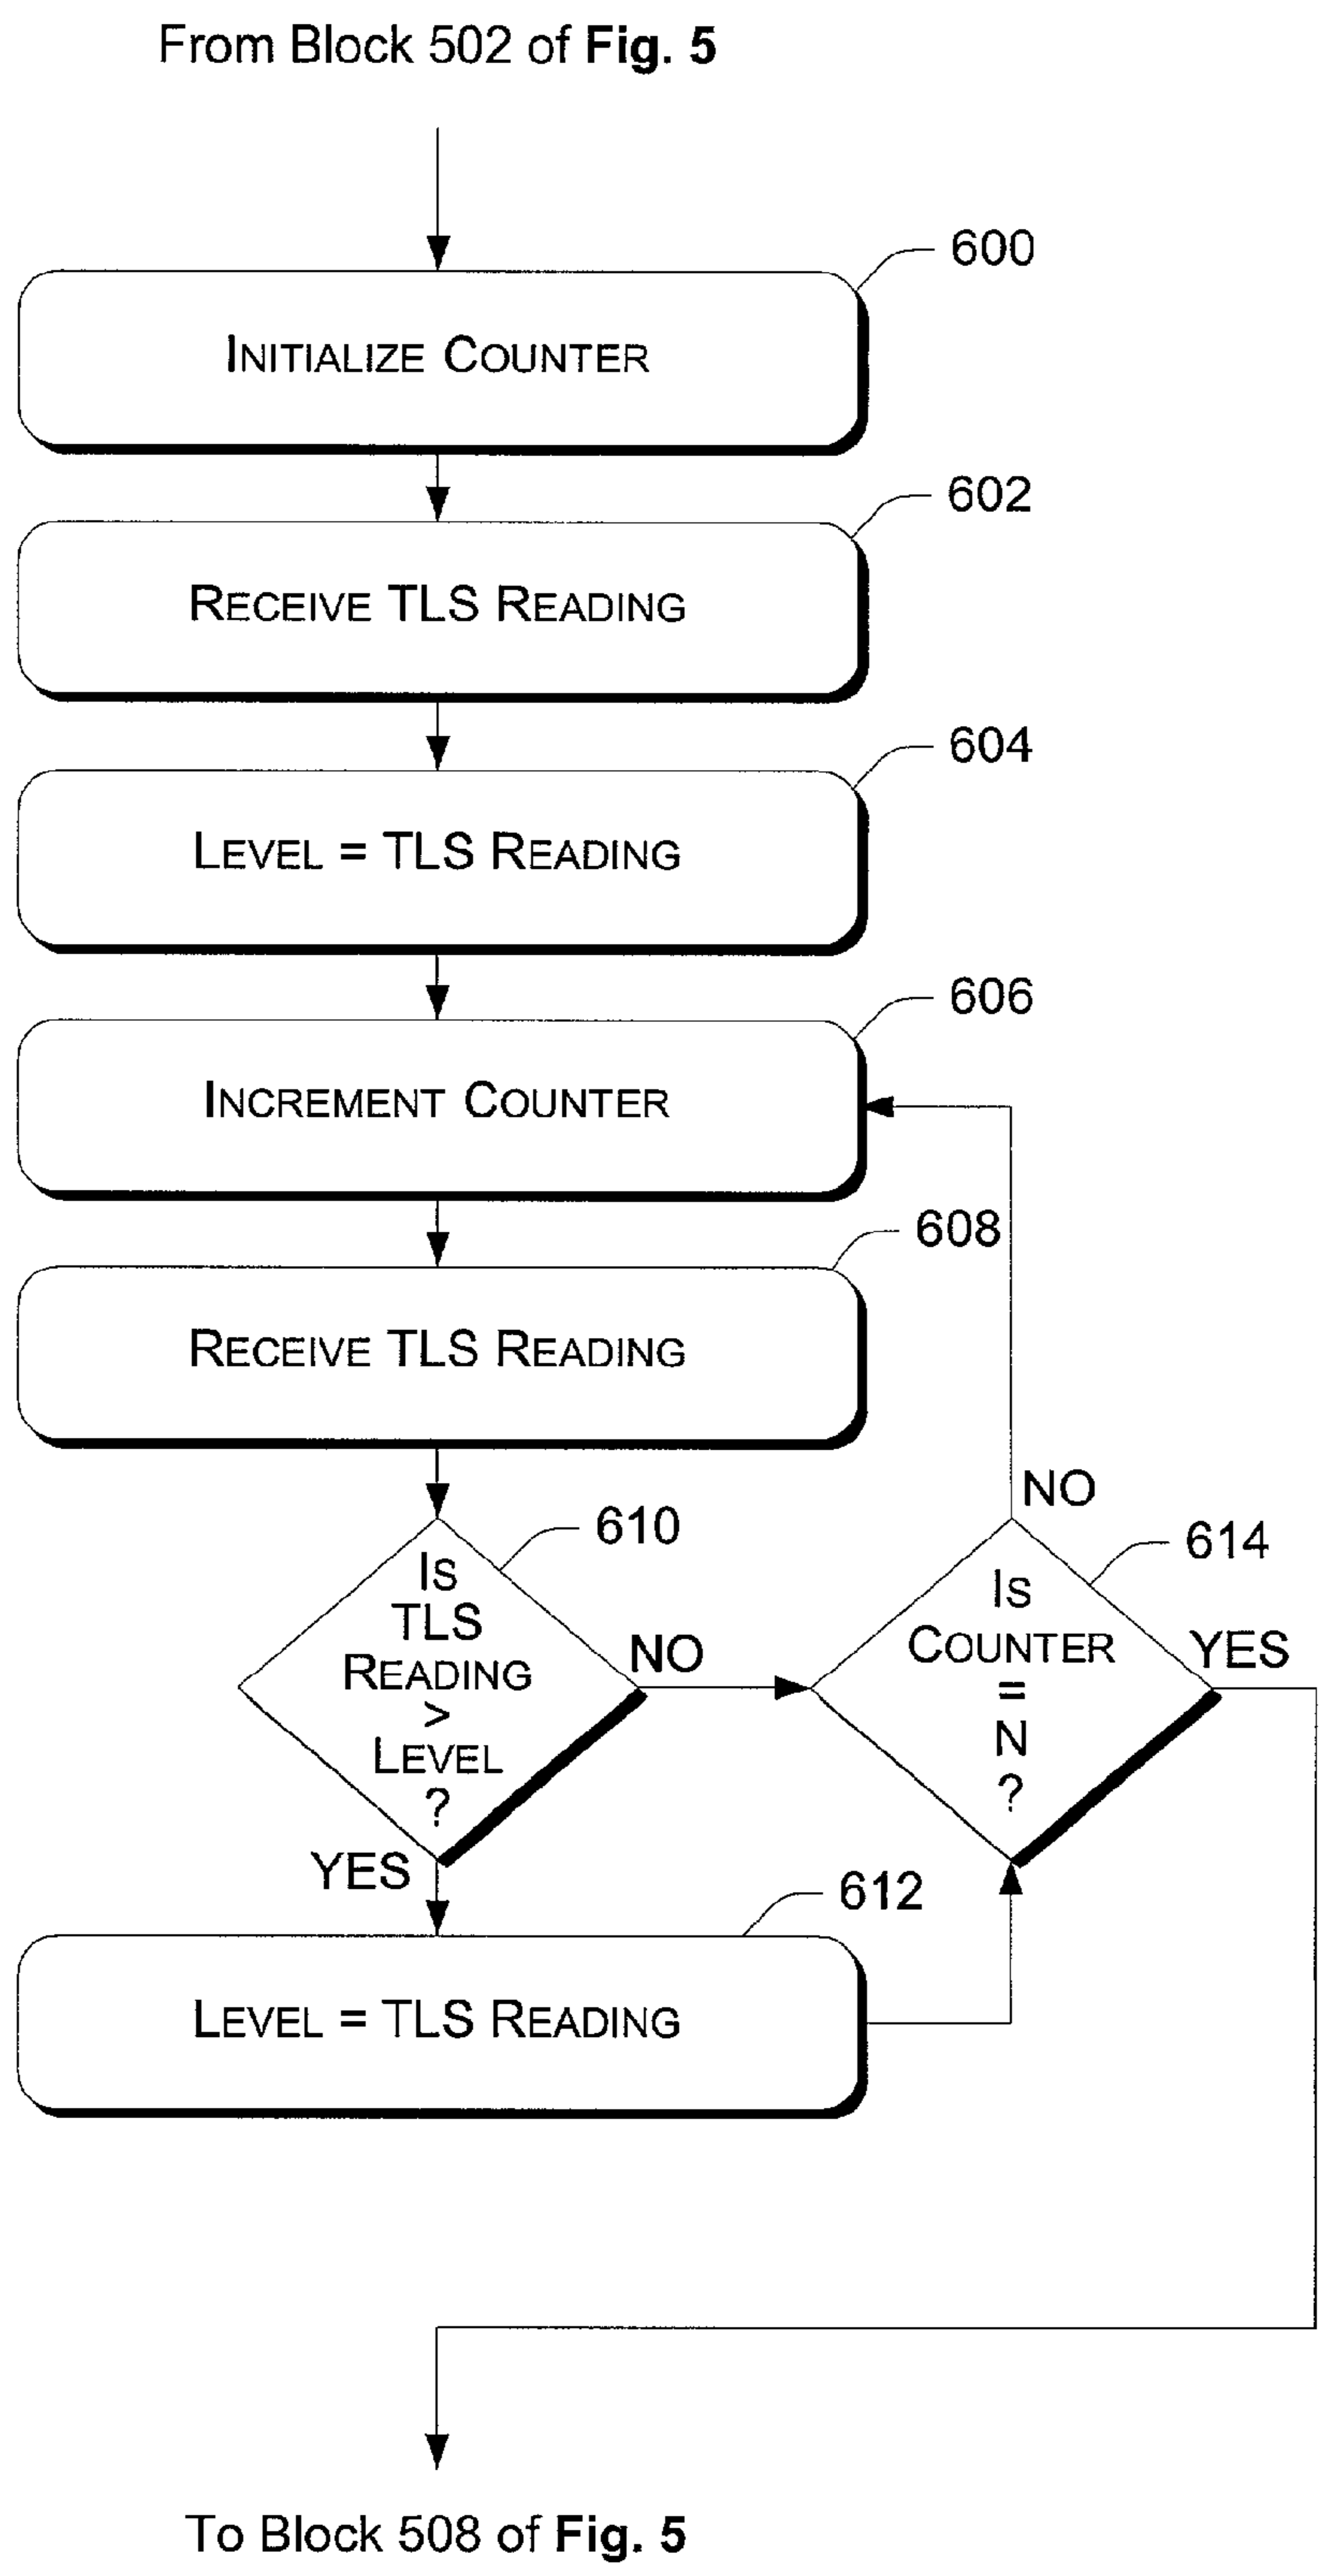 From Block 502 of Fig. 5
600
INITIALIZE COUNTER
602
RECEIVE TLS READING
604
LEVEL = TLS READING
606
INCREMENT COUNTER
608
RECEIVE TLS READING
610
IS
TLS
READING
>
LEVEL
?
NO
YES
614
IS
COUNTER
=
N
?
NO
YES
612
LEVEL = TLS READING
To Block 508 of Fig. 5